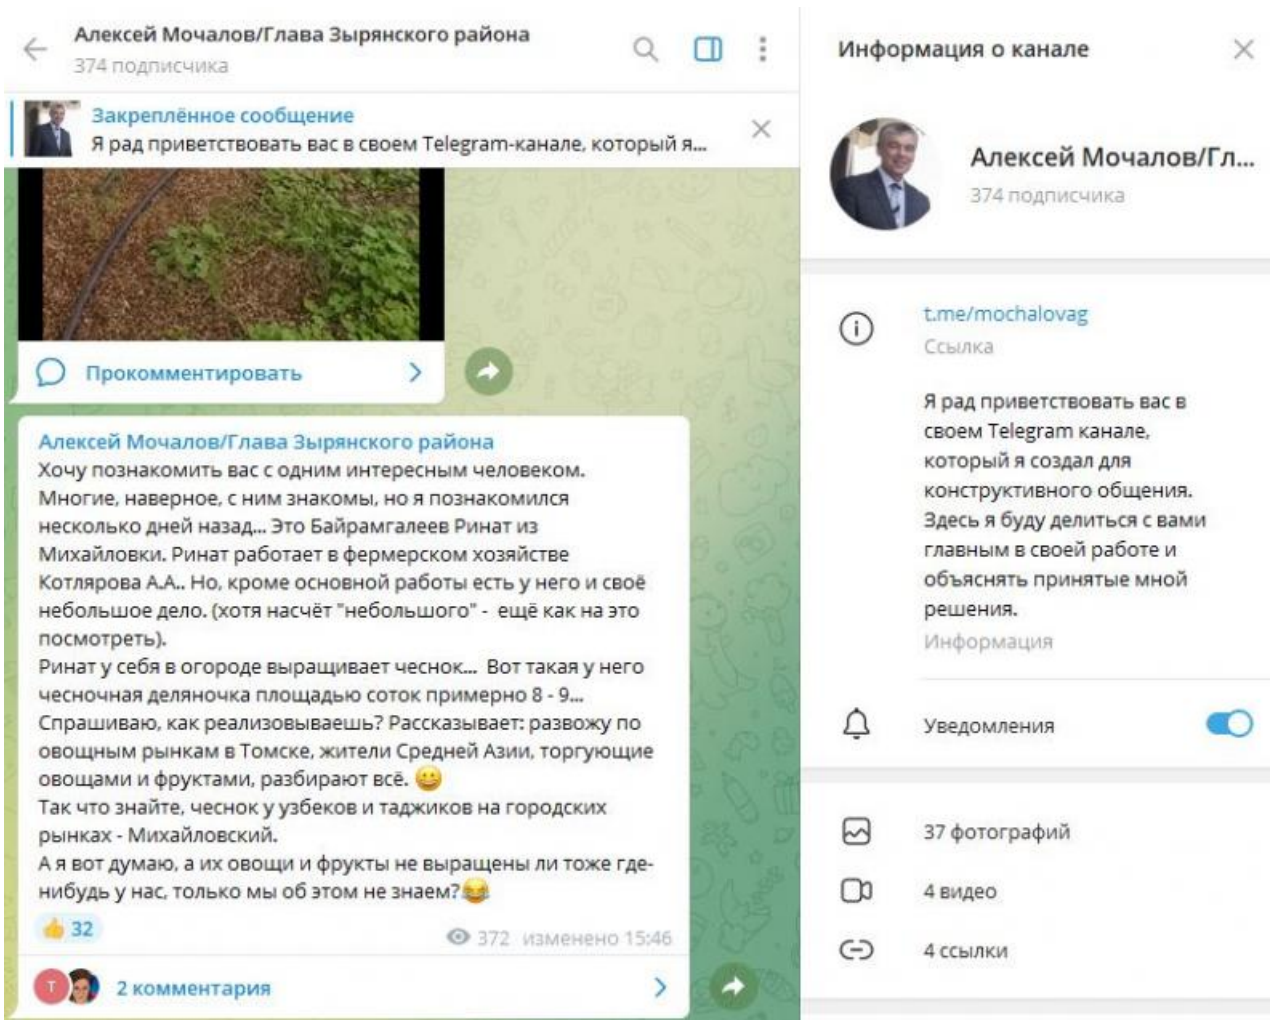 Алексей Мочалов/Глава Зырянского района
374 подписчика
Закреплённое сообщение
Я рад приветствовать вас в своем Telegram-канале, который я...
Прокомментировать
Алексей Мочалов/Глава Зырянского района
Хочу познакомить вас с одним интересным человеком.
Многие, наверное, с ним знакомы, но я познакомился
несколько дней назад... Это Байрамгалеев Ринат из
Михайловки. Ринат работает в фермерском хозяйстве
Котлярова А.А.. Но, кроме основной работы есть у него и своё
небольшое дело. (хотя насчёт "небольшого" - ещё как на это
посмотреть).
Ринат у себя в огороде выращивает чеснок... Вот такая у него
чесночная деляночка площадью соток примерно 8 - 9...
Спрашиваю, как реализовываешь? Рассказывает: развожу по
овощным рынкам в Томске, жители Средней Азии, торгующие
овощами и фруктами, разбирают всё. 😀
Так что знайте, чеснок у узбеков и таджиков на городских
рынках - Михайловский.
А я вот думаю, а их овощи и фрукты не выращены ли тоже где-
нибудь у нас, только мы об этом не знаем?😂
👍 32
372 изменено 15:46
Т
2 комментария
Информация о канале
Алексей Мочалов/Гл...
374 подписчика
t.me/mochalovag
Ссылка
Я рад приветствовать вас в
своем Telegram канале,
который я создал для
конструктивного общения.
Здесь я буду делиться с вами
главным в своей работе и
объяснять принятые мной
решения.
Информация
Уведомления
37 фотографий
4 видео
4 ссылки